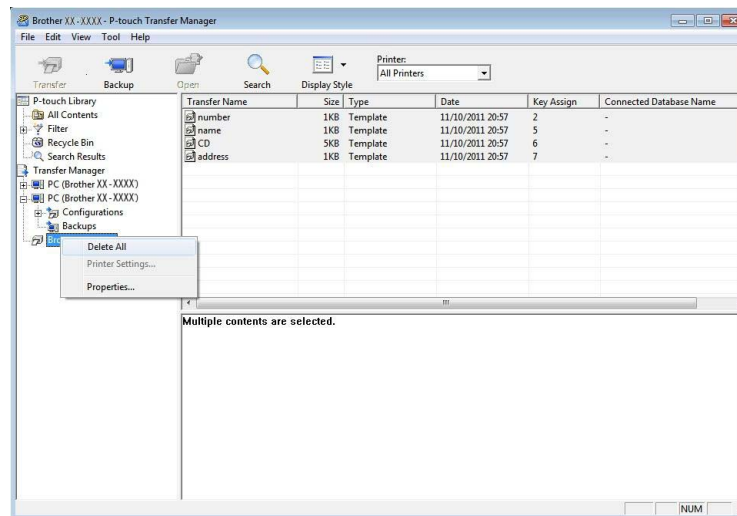 Brother XX-XXXX - P-touch Transfer Manager
File Edit View Tool Help
Printer:
All Printers
Transfer Backup Open Search Display Style
P-touch Library
All Contents
Filter
Recycle Bin
Search Results
Transfer Manager
PC (Brother XX-XXXX)
PC (Brother XX-XXXX)
Configurations
Backups
Delete All
Printer Settings...
Properties...
Transfer Name Size Type Date Key Assign Connected Database Name
number 1KB Template 11/10/2011 20:57 2 -
name 1KB Template 11/10/2011 20:57 5 -
CD 5KB Template 11/10/2011 20:57 6 -
address 1KB Template 11/10/2011 20:57 7 -
Multiple contents are selected.
NUM